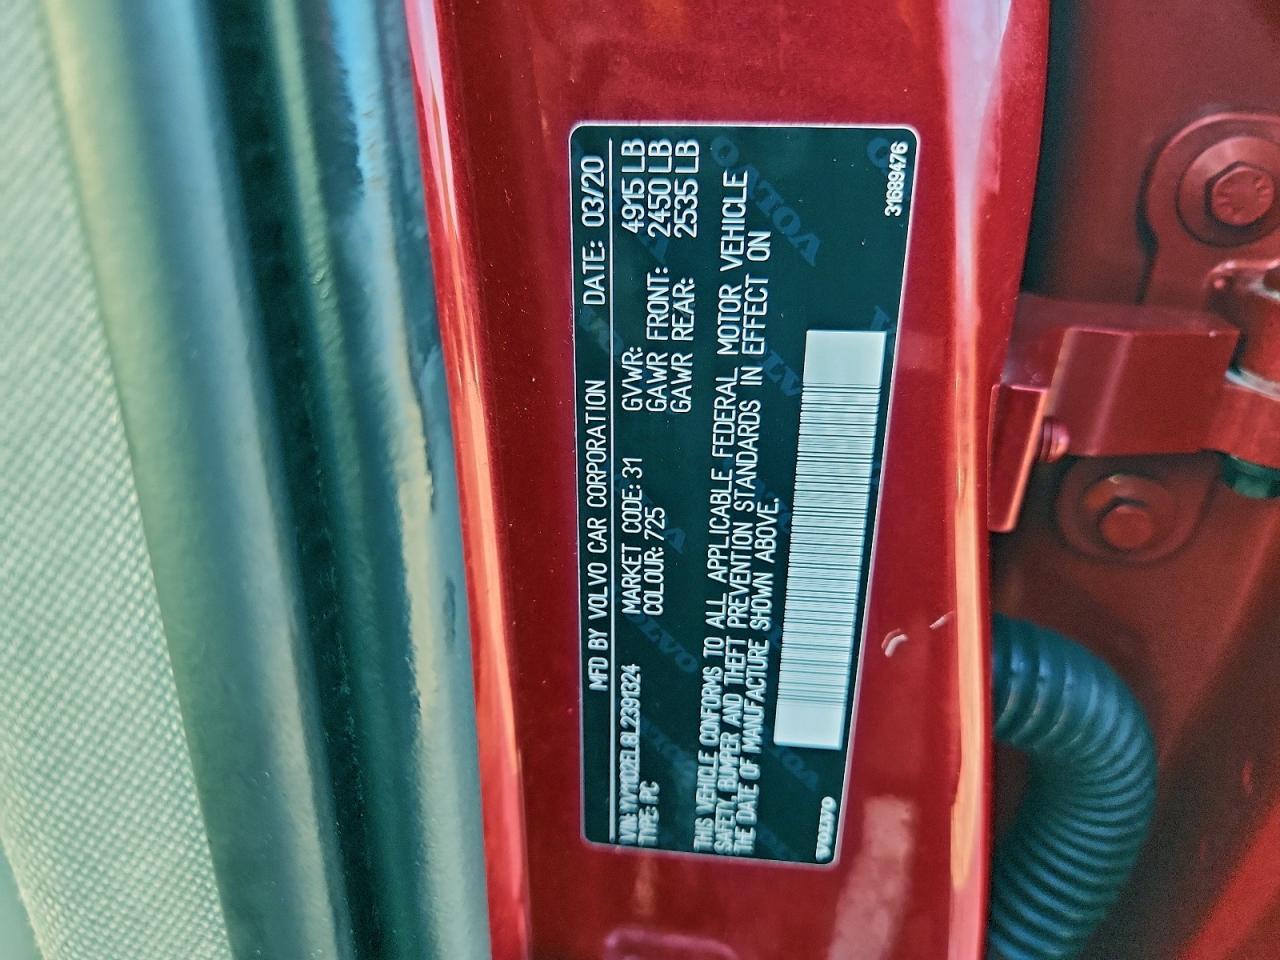 MFD BY VOLVO CAR CORPORATION DATE: 03/20
VIN: YV1102EL8L2391324 MARKET CODE: 31 GVWR: 4915 LB
TYPE: PC COLOUR: 725 GAWR FRONT: 2450 LB
GAWR REAR: 2535 LB
THIS VEHICLE CONFORMS TO ALL APPLICABLE FEDERAL MOTOR VEHICLE
SAFETY, BUMPER AND THEFT PREVENTION STANDARDS IN EFFECT ON
THE DATE OF MANUFACTURE SHOWN ABOVE.
VOLVO 31689476